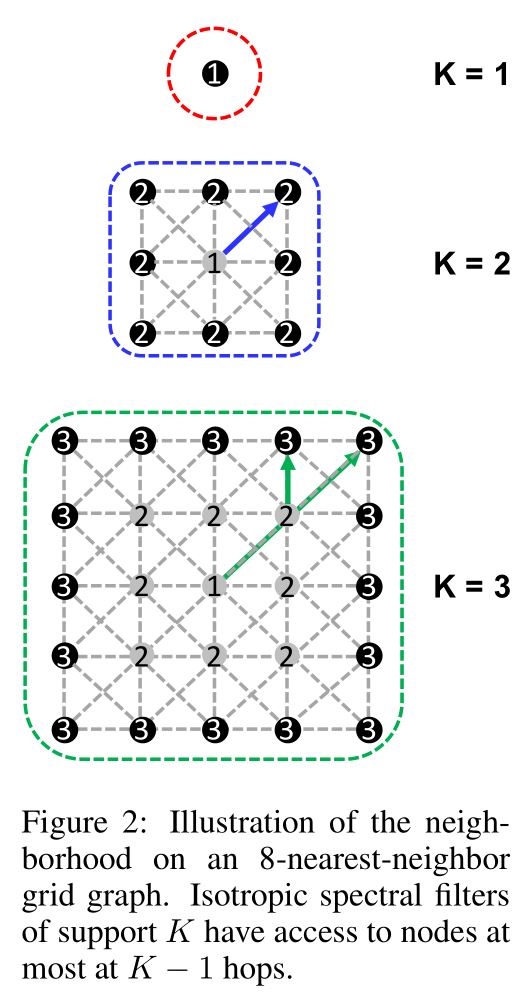 1 K = 1
2 2 2
2 1 2 K = 2
2 2 2
3 3 3 3 3
3 2 2 2 3
3 2 1 2 3 K = 3
3 2 2 2 3
3 3 3 3 3
Figure 2: Illustration of the neigh-
borhood on an 8-nearest-neighbor
grid graph. Isotropic spectral filters
of support K have access to nodes at
most at K − 1 hops.